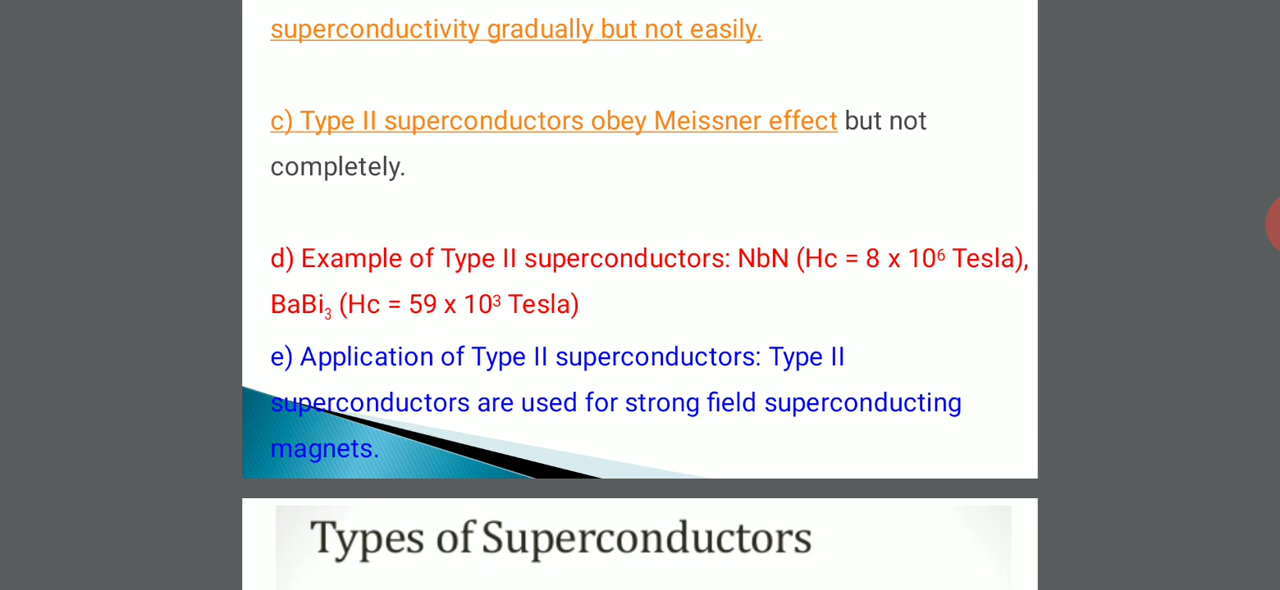 superconductivity gradually but not easily.
c) Type II superconductors obey Meissner effect but not
completely.
d) Example of Type II superconductors: NbN (Hc = 8 x 10⁶ Tesla),
BaBi₃ (Hc = 59 x 10³ Tesla)
e) Application of Type II superconductors: Type II
superconductors are used for strong field superconducting
magnets.
Types of Superconductors